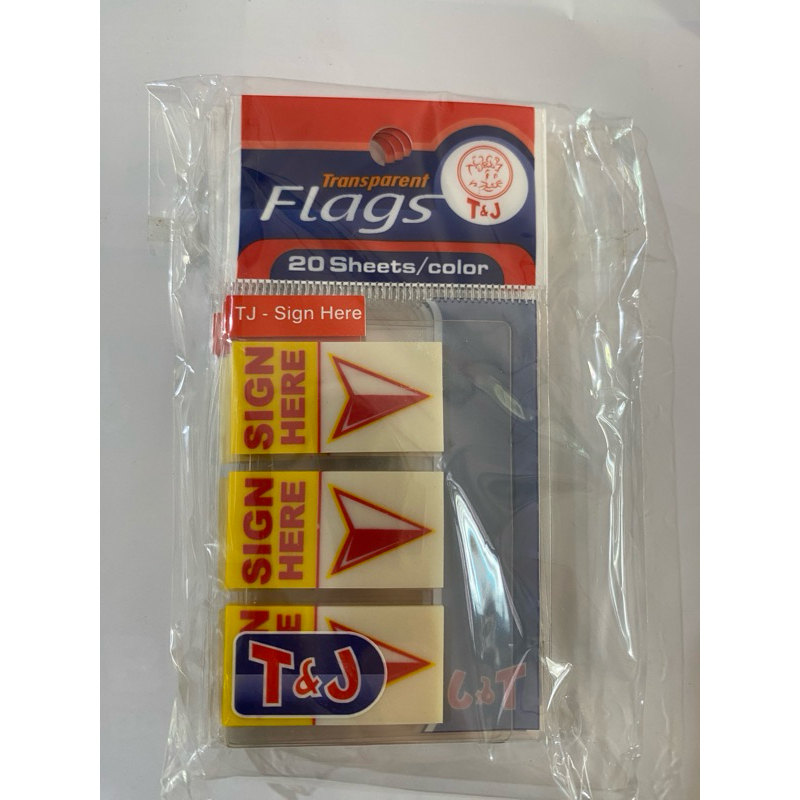 Transparent
Flags
T&J
20 Sheets/color
TJ - Sign Here
SIGN
HERE
SIGN
HERE
N
E
T&J
T&J